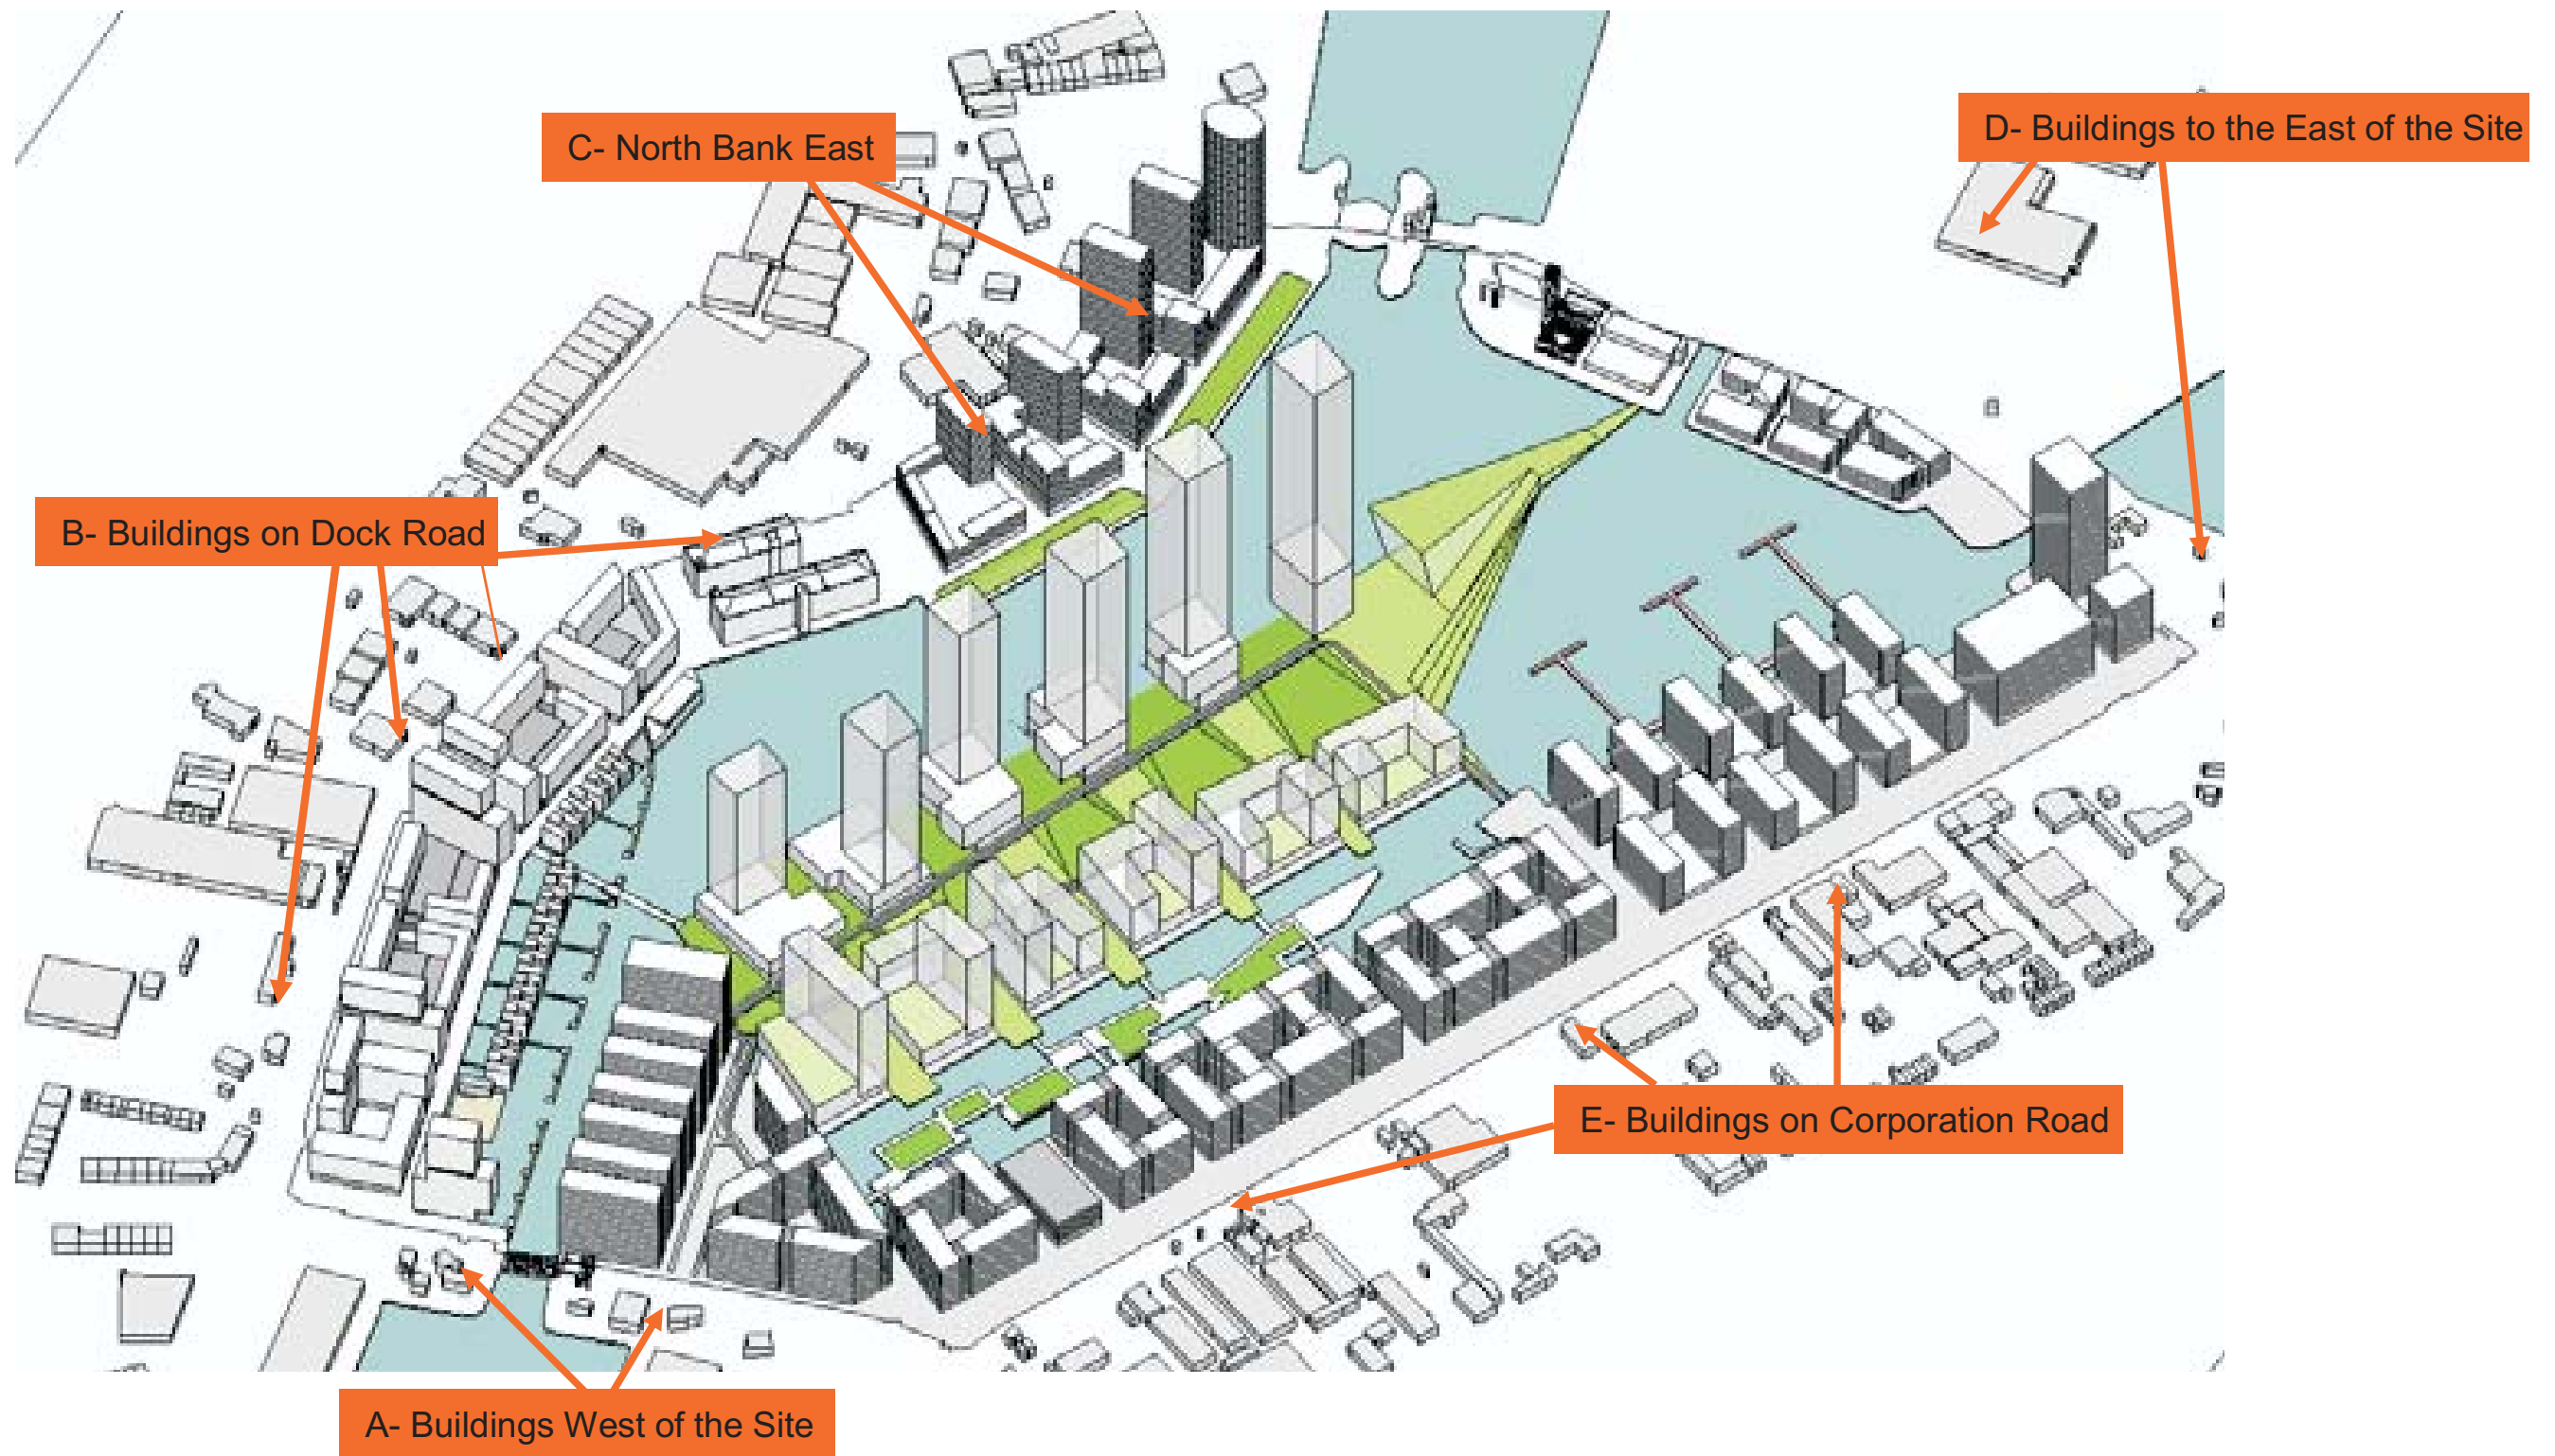 D- Buildings to the East of the Site
C- North Bank East
B- Buildings on Dock Road
E- Buildings on Corporation Road
A- Buildings West of the Site